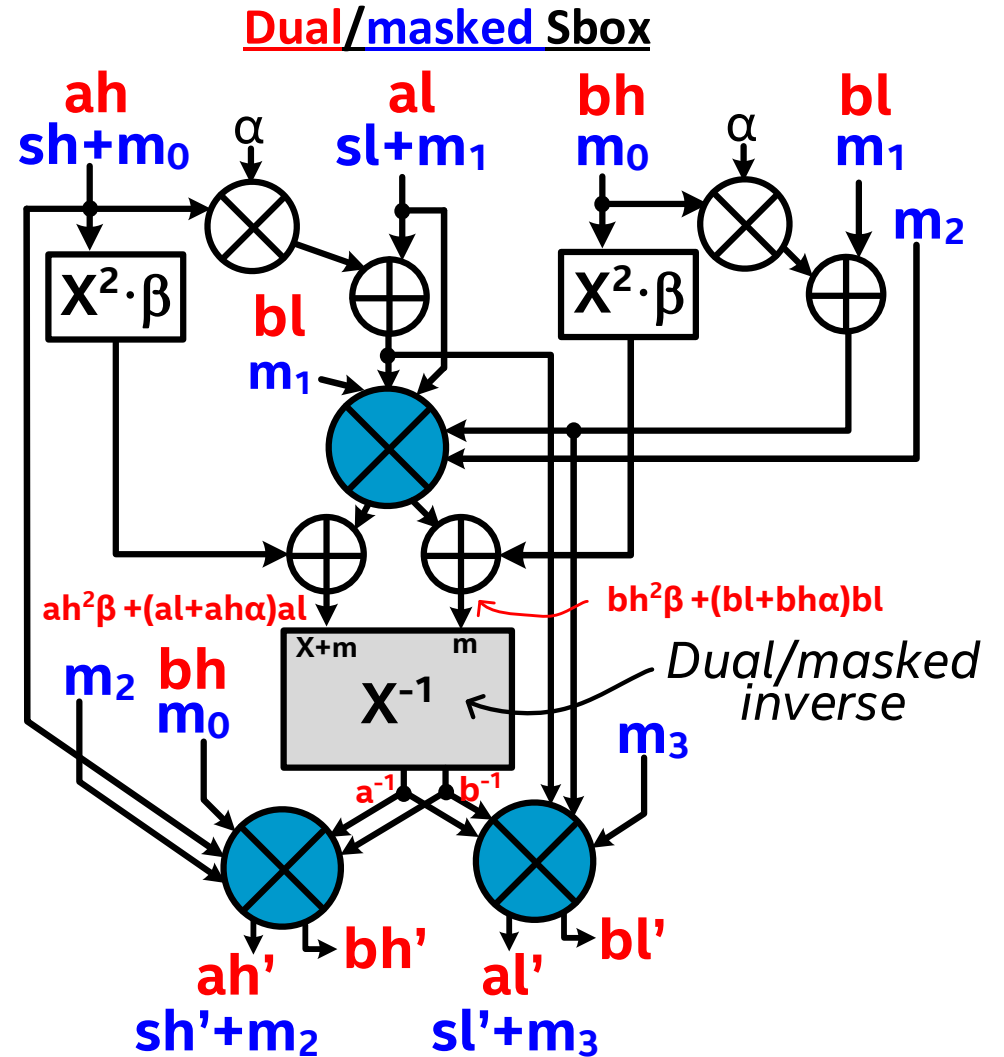 Dual/masked Sbox
ah
sh+m₀
α
al
sl+m₁
bh
m₀
α
bl
m₁
m₂
X²·β
X²·β
bl
m₁
ah²β +(al+ahα)al
bh²β +(bl+bhα)bl
X+m
m
X⁻¹
Dual/masked
inverse
m₂
bh
m₀
m₃
a⁻¹
b⁻¹
ah’
bh’
sh’+m₂
al’
bl’
sl’+m₃